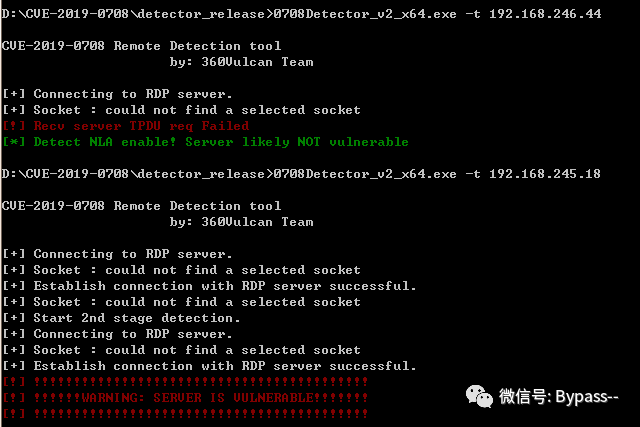 D:\CVE-2019-0708\detector_release>0708Detector_v2_x64.exe -t 192.168.246.44
CVE-2019-0708 Remote Detection tool
by: 360Vulcan Team
[+] Connecting to RDP server.
[+] Socket : could not find a selected socket
[!] Recv server TPDU req Failed
[*] Detect NLA enable! Server likely NOT vulnerable
D:\CVE-2019-0708\detector_release>0708Detector_v2_x64.exe -t 192.168.245.18
CVE-2019-0708 Remote Detection tool
by: 360Vulcan Team
[+] Connecting to RDP server.
[+] Socket : could not find a selected socket
[+] Establish connection with RDP server successful.
[+] Socket : could not find a selected socket
[+] Start 2nd stage detection.
[+] Connecting to RDP server.
[+] Socket : could not find a selected socket
[+] Establish connection with RDP server successful.
[!] !!!!!!!!!!!!!!!!!!!!!!!!!!!!!!!!!!!!!!!!!!
[!] !!!!!!WARNING: SERVER IS VULNERABLE!!!!!!!
[!] !!!!!!!!!!!!!!!!!!!!!!!!!!!!!!!!!!!!!!!!!!
微信号: Bypass--